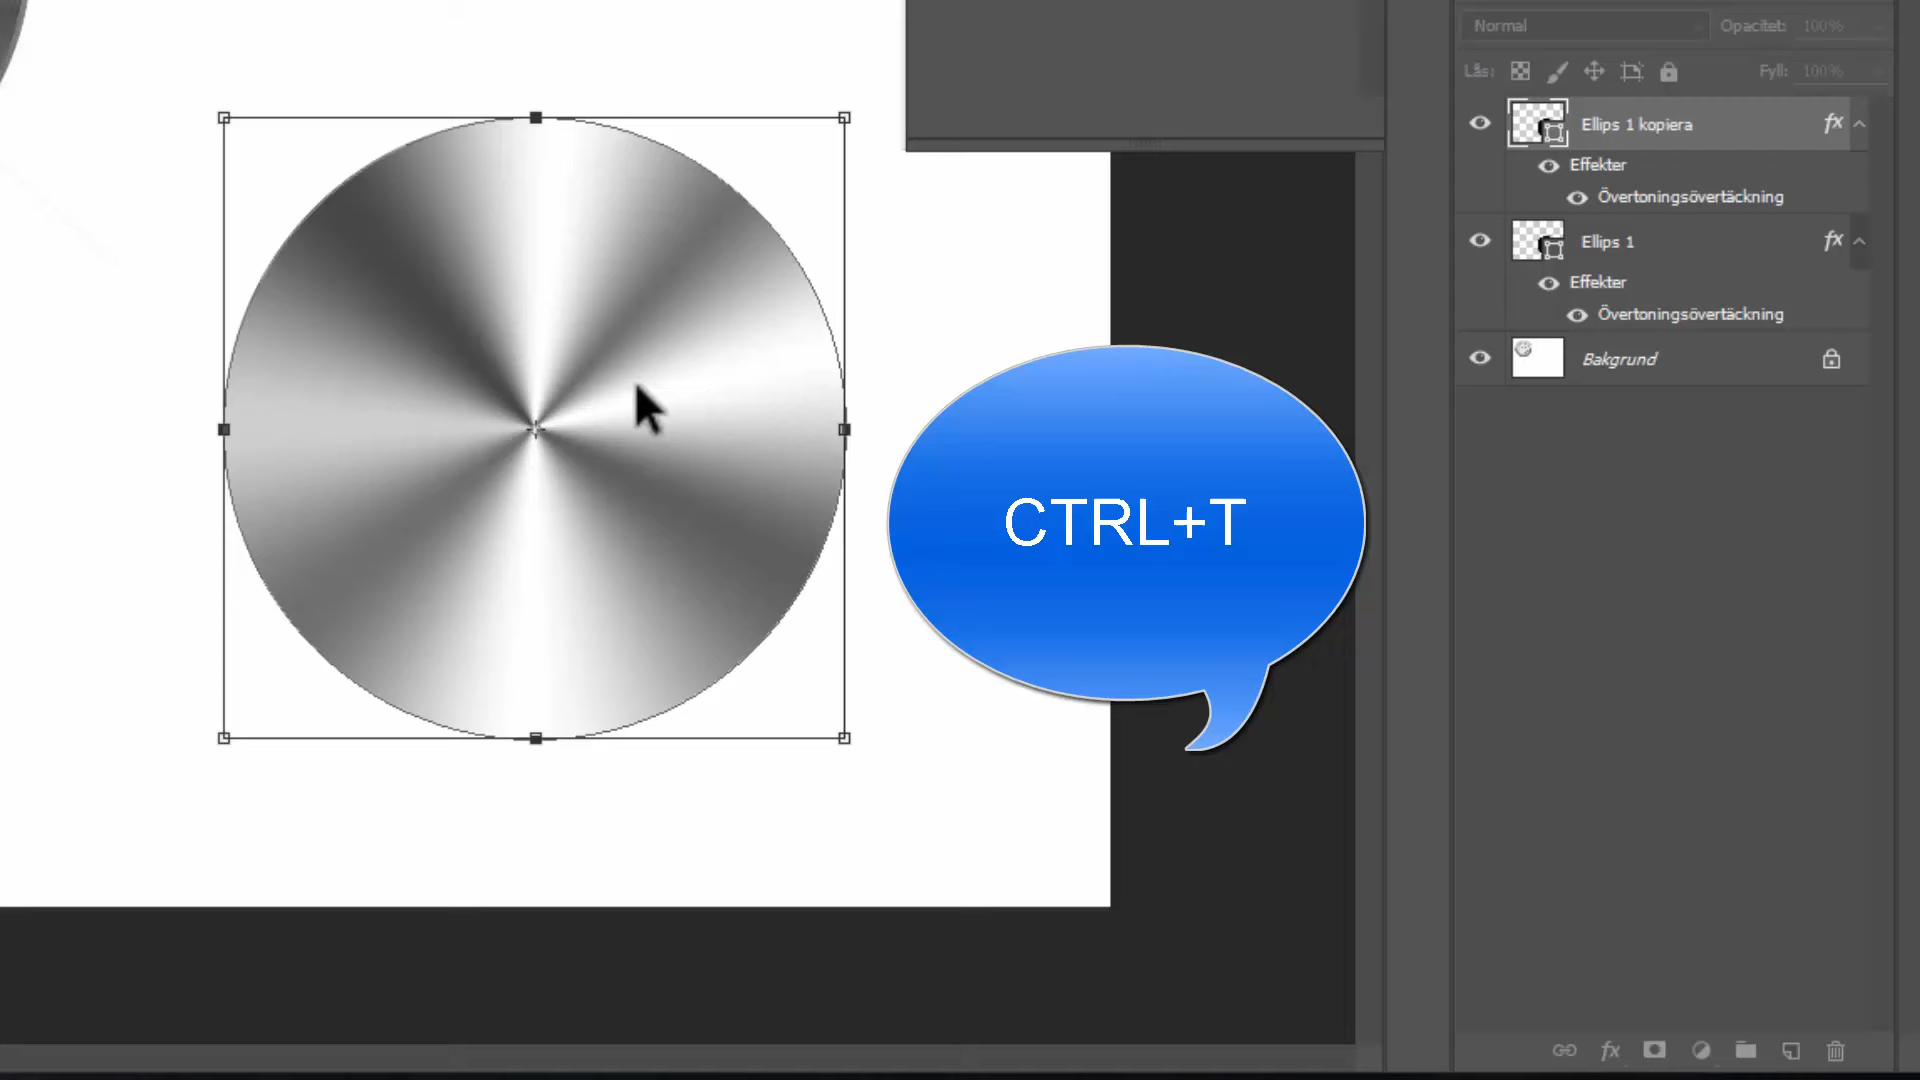 Normal
Opacitet: 100%
Lås:
Fyll: 100%
Ellips 1 kopiera
fx
Effekter
Övertoningsövertäckning
Ellips 1
fx
Effekter
Övertoningsövertäckning
Bakgrund
CTRL+T
fx